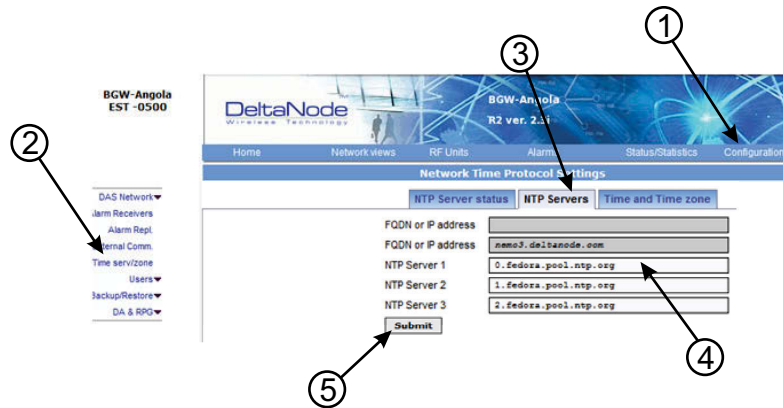 1
3
BGW-Angola
EST -0500
DeltaNode
Wireless Technology
BGW-Angola
R2 ver. 2.3i
2
Home Network views RF Units Alarm Status/Statistics Configuration
Network Time Protocol Settings
DAS Network
Alarm Receivers
Alarm Repl.
ternal Comm.
Time serv/zone
Users
Backup/Restore
DA & RPG
NTP Server status NTP Servers Time and Time zone
FQDN or IP address
FQDN or IP address nemo3.deltanode.com
NTP Server 1 0.fedora.pool.ntp.org
NTP Server 2 1.fedora.pool.ntp.org
NTP Server 3 2.fedora.pool.ntp.org
Submit
4
5